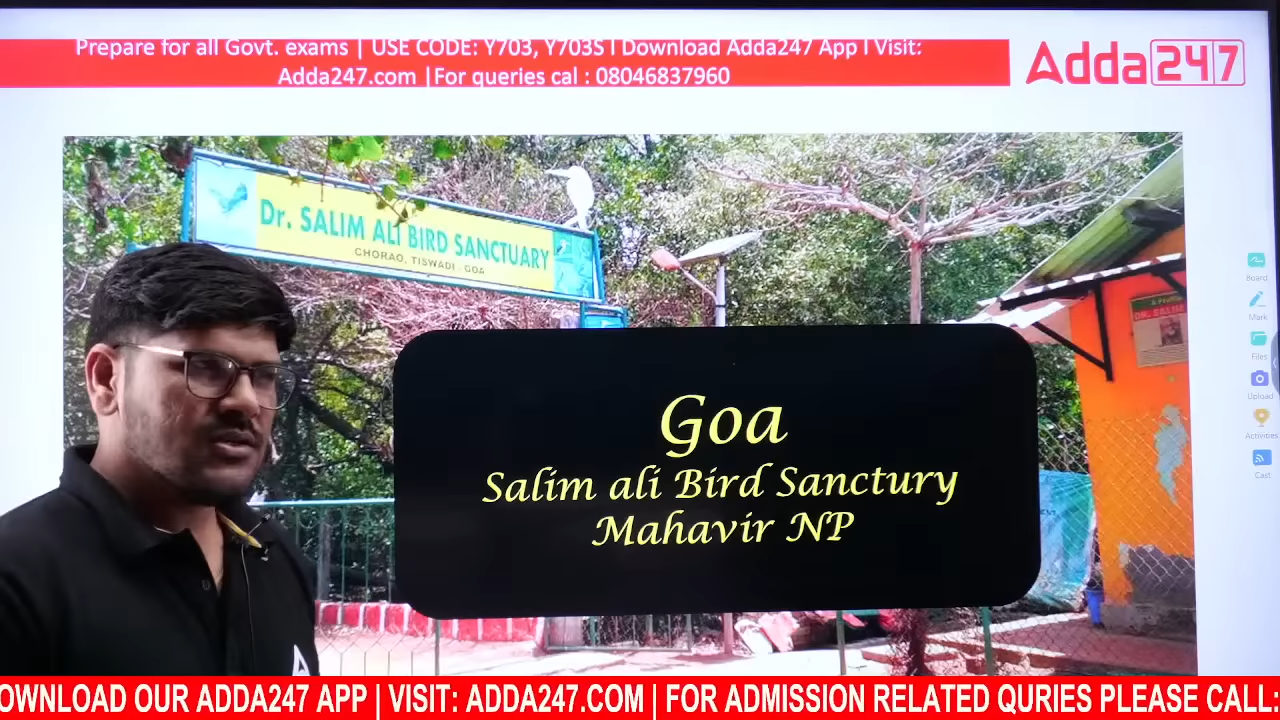 Prepare for all Govt. exams | USE CODE: Y703, Y703S I Download Adda247 App I Visit:
Adda247.com |For queries cal : 08046837960
Adda247
Dr. SALIM ALI BIRD SANCTUARY
CHORAO, TISWADI - GOA
Goa
Salim ali Bird Sanctury
Mahavir NP
Board
Mark
Files
Upload
Activities
Cast
OWNLOAD OUR ADDA247 APP | VISIT: ADDA247.COM | FOR ADMISSION RELATED QURIES PLEASE CALL: